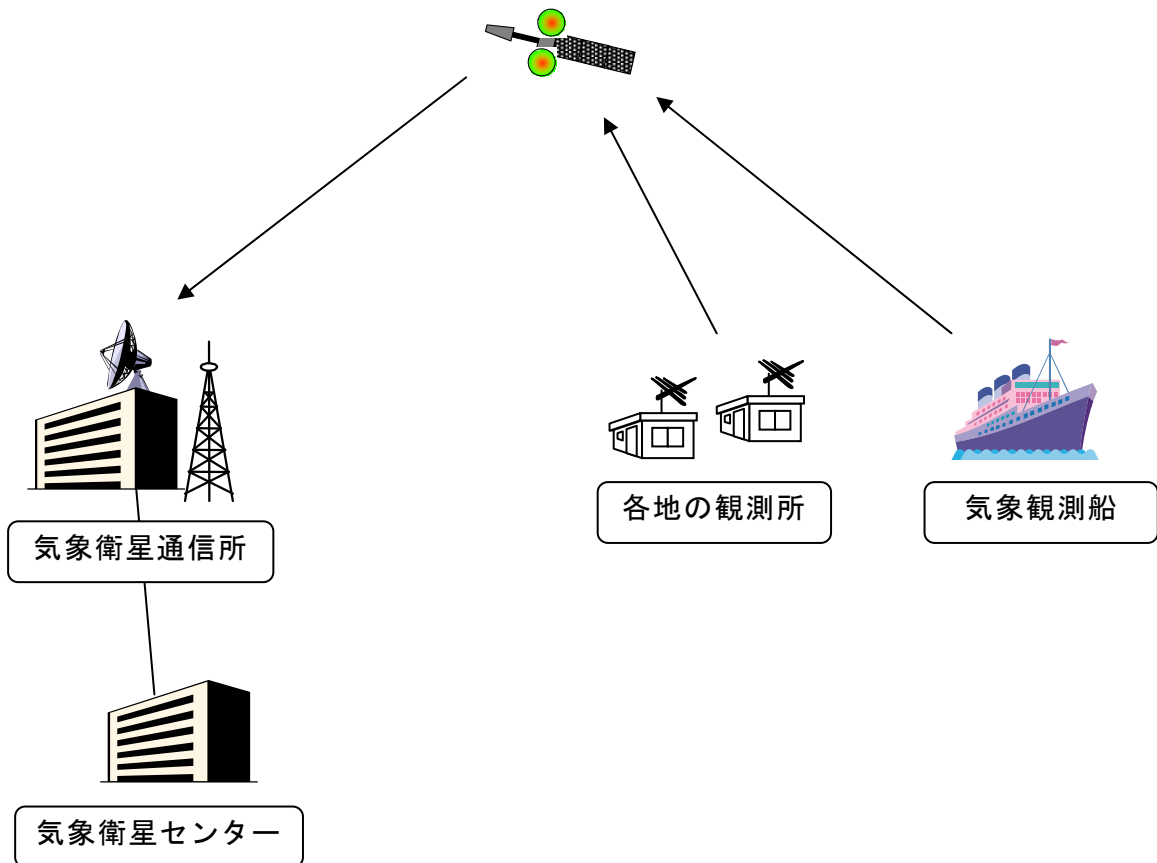 各地の観測所
気象観測船
気象衛星通信所
気象衛星センター